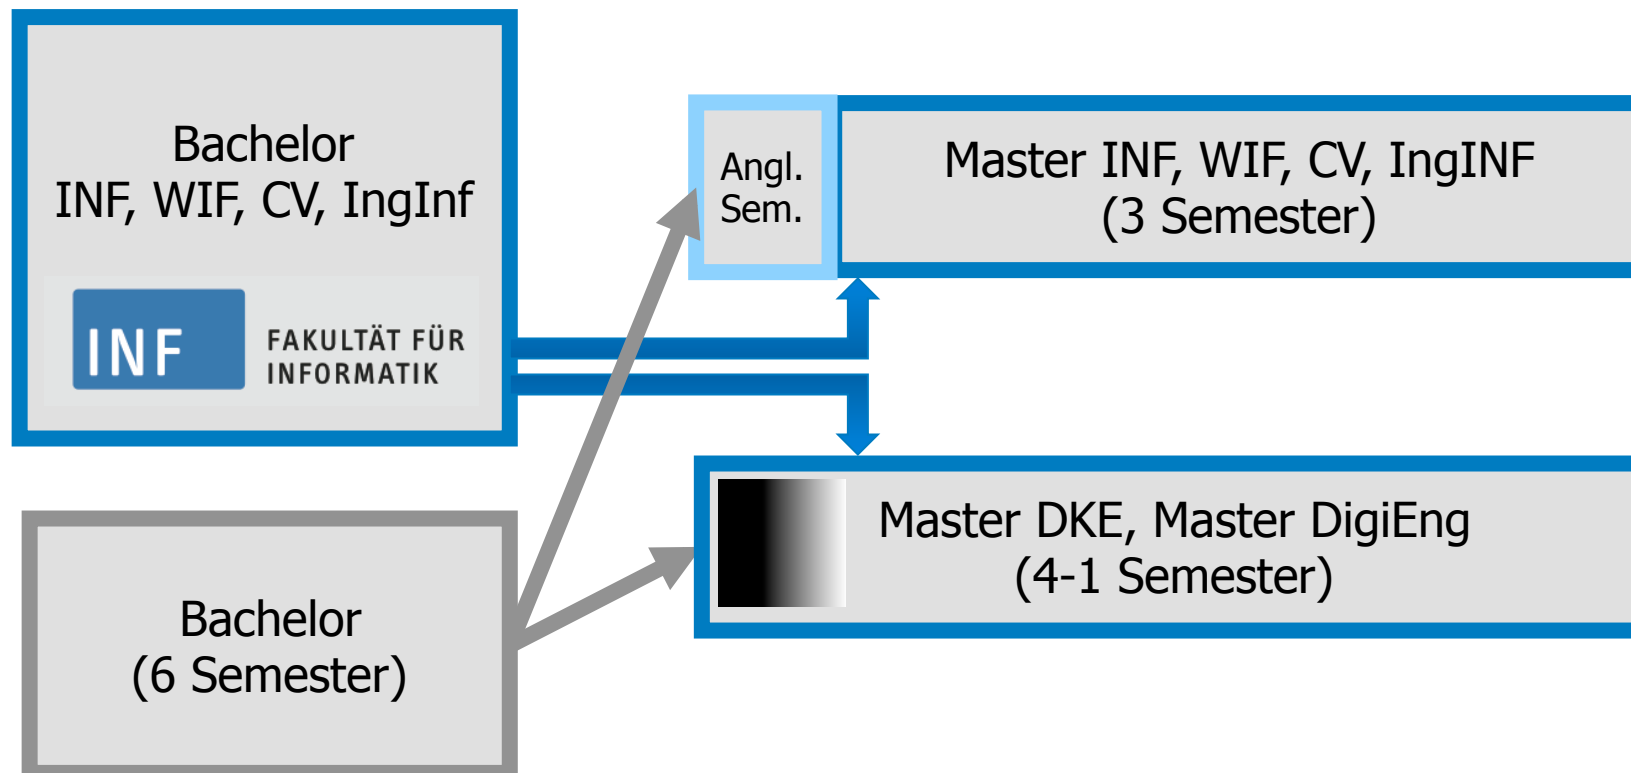 Bachelor
INF, WIF, CV, IngInf
INF
FAKULTÄT FÜR
INFORMATIK
Angl.
Sem.
Master INF, WIF, CV, IngINF
(3 Semester)
Master DKE, Master DigiEng
(4-1 Semester)
Bachelor
(6 Semester)